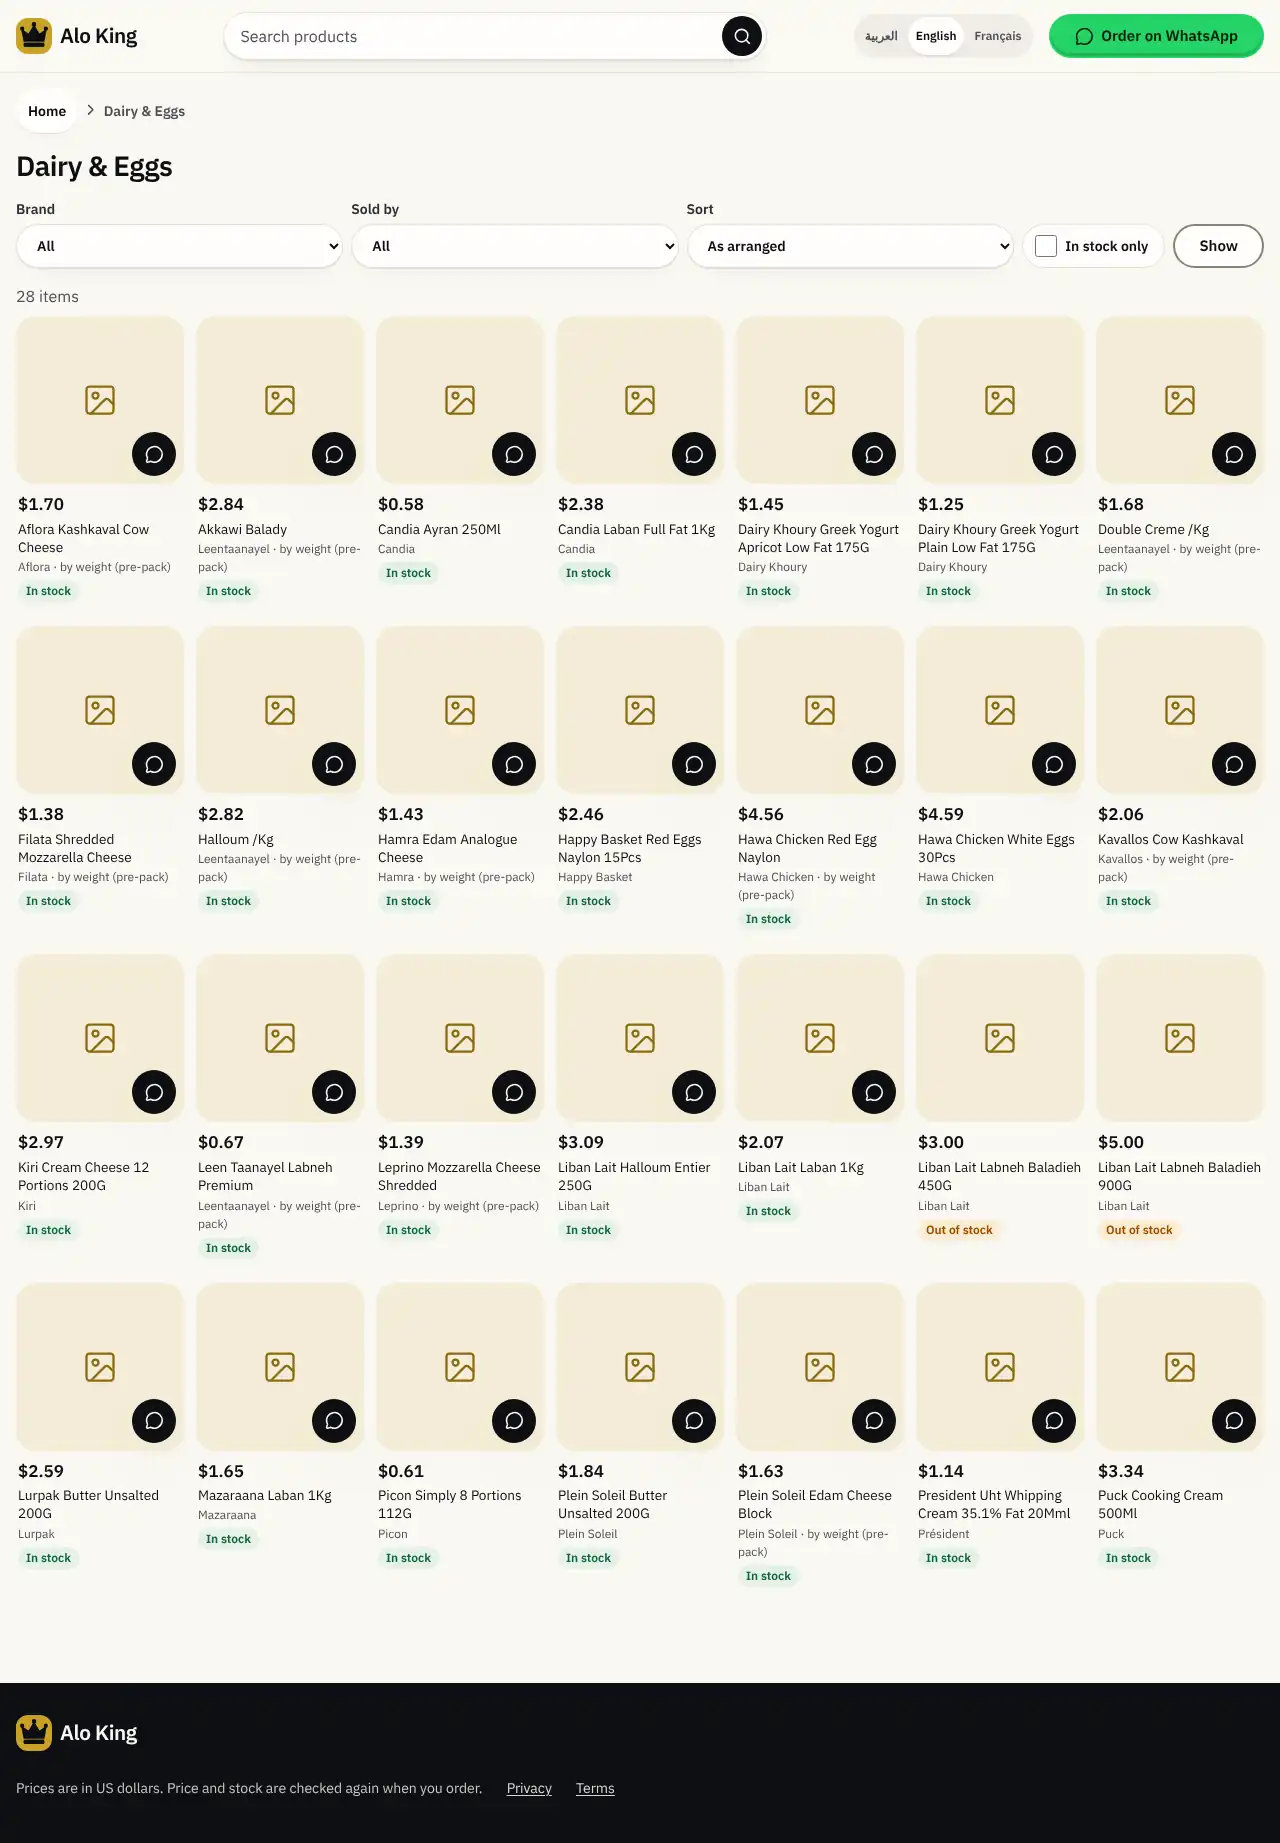 Alo King
Search products
العربية
English
Français
Order on WhatsApp
Home
Dairy & Eggs
Dairy & Eggs
Brand
Sold by
Sort
All
All
As arranged
In stock only
Show
28 items
$1.70
Aflora Kashkaval Cow
Cheese
Aflora · by weight (pre-pack)
In stock
$2.84
Akkawi Balady
Leentaanayel · by weight (pre-
pack)
In stock
$0.58
Candia Ayran 250Ml
Candia
In stock
$2.38
Candia Laban Full Fat 1Kg
Candia
In stock
$1.45
Dairy Khoury Greek Yogurt
Apricot Low Fat 175G
Dairy Khoury
In stock
$1.25
Dairy Khoury Greek Yogurt
Plain Low Fat 175G
Dairy Khoury
In stock
$1.68
Double Creme /Kg
Leentaanayel · by weight (pre-
pack)
In stock
$1.38
Filata Shredded
Mozzarella Cheese
Filata · by weight (pre-pack)
In stock
$2.82
Halloum /Kg
Leentaanayel · by weight (pre-
pack)
In stock
$1.43
Hamra Edam Analogue
Cheese
Hamra · by weight (pre-pack)
In stock
$2.46
Happy Basket Red Eggs
Naylon 15Pcs
Happy Basket
In stock
$4.56
Hawa Chicken Red Egg
Naylon
Hawa Chicken · by weight
(pre-pack)
In stock
$4.59
Hawa Chicken White Eggs
30Pcs
Hawa Chicken
In stock
$2.06
Kavallos Cow Kashkaval
Kavallos · by weight (pre-
pack)
In stock
$2.97
Kiri Cream Cheese 12
Portions 200G
Kiri
In stock
$0.67
Leen Taanayel Labneh
Premium
Leentaanayel · by weight (pre-
pack)
In stock
$1.39
Leprino Mozzarella Cheese
Shredded
Leprino · by weight (pre-pack)
In stock
$3.09
Liban Lait Halloum Entier
250G
Liban Lait
In stock
$2.07
Liban Lait Laban 1Kg
Liban Lait
In stock
$3.00
Liban Lait Labneh Baladieh
450G
Liban Lait
Out of stock
$5.00
Liban Lait Labneh Baladieh
900G
Liban Lait
Out of stock
$2.59
Lurpak Butter Unsalted
200G
Lurpak
In stock
$1.65
Mazaraana Laban 1Kg
Mazaraana
In stock
$0.61
Picon Simply 8 Portions
112G
Picon
In stock
$1.84
Plein Soleil Butter
Unsalted 200G
Plein Soleil
In stock
$1.63
Plein Soleil Edam Cheese
Block
Plein Soleil · by weight (pre-
pack)
In stock
$1.14
President Uht Whipping
Cream 35.1% Fat 20Mml
Président
In stock
$3.34
Puck Cooking Cream
500Ml
Puck
In stock
Alo King
Prices are in US dollars. Price and stock are checked again when you order.
Privacy
Terms